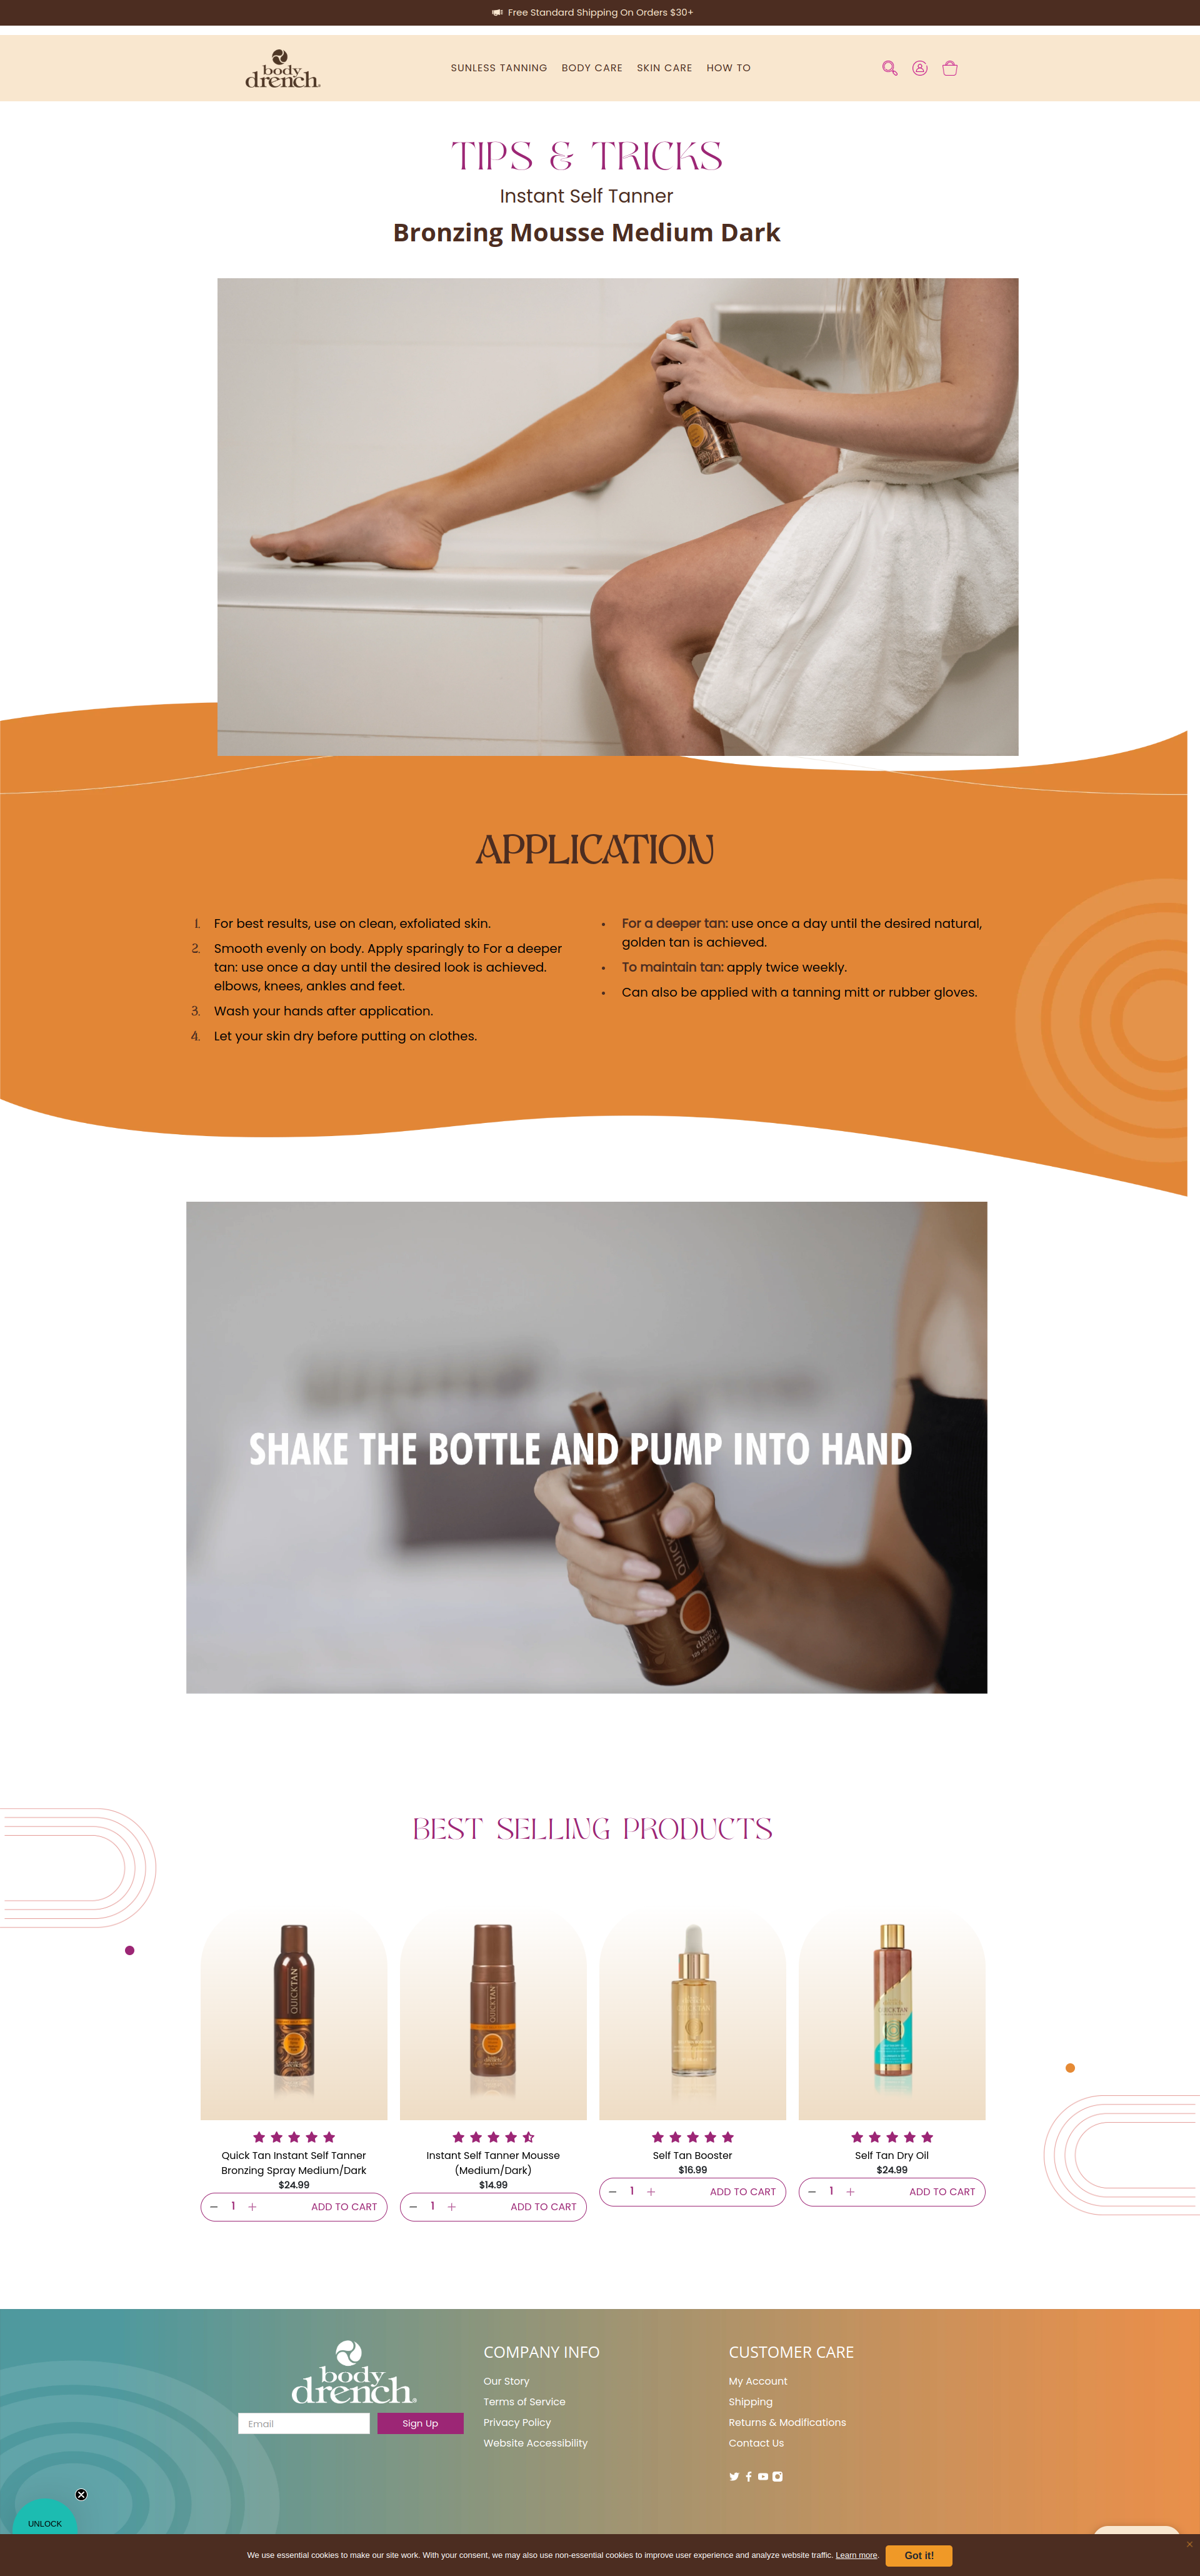 Free Standard Shipping On Orders $30+
body
drench
SUNLESS TANNING BODY CARE SKIN CARE HOW TO
TIPS & TRICKS
Instant Self Tanner
Bronzing Mousse Medium Dark
APPLICATION
1. For best results, use on clean, exfoliated skin.
2. Smooth evenly on body. Apply sparingly to For a deeper
tan: use once a day until the desired look is achieved.
elbows, knees, ankles and feet.
3. Wash your hands after application.
4. Let your skin dry before putting on clothes.
• For a deeper tan: use once a day until the desired natural,
golden tan is achieved.
• To maintain tan: apply twice weekly.
• Can also be applied with a tanning mitt or rubber gloves.
SHAKE THE BOTTLE AND PUMP INTO HAND
QUICK
body
drench
BEST SELLING PRODUCTS
QUICKTAN
QUICKTAN
QUICKTAN
QUICKTAN
Quick Tan Instant Self Tanner
Bronzing Spray Medium/Dark
$24.99
− 1 + ADD TO CART
Instant Self Tanner Mousse
(Medium/Dark)
$14.99
− 1 + ADD TO CART
Self Tan Booster
$16.99
− 1 + ADD TO CART
Self Tan Dry Oil
$24.99
− 1 + ADD TO CART
body
drench®
Email
Sign Up
COMPANY INFO
Our Story
Terms of Service
Privacy Policy
Website Accessibility
CUSTOMER CARE
My Account
Shipping
Returns & Modifications
Contact Us
UNLOCK
We use essential cookies to make our site work. With your consent, we may also use non-essential cookies to improve user experience and analyze website traffic. Learn more.
Got it!